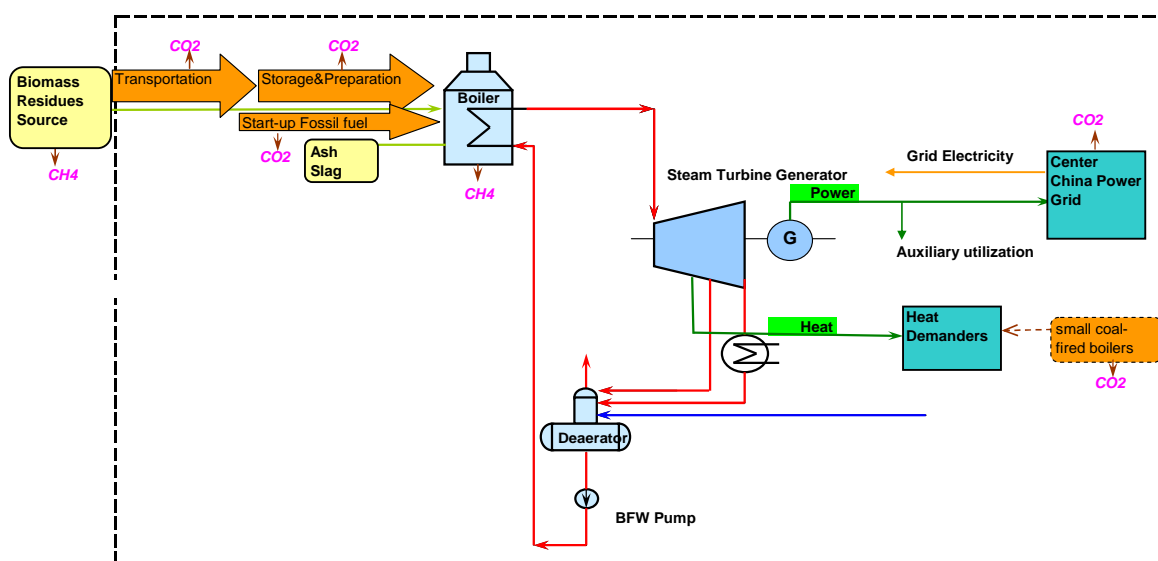 CO2
CO2
Biomass
Residues
Source
Transportation
Storage&Preparation
Boiler
Start-up Fossil fuel
CO2
Ash
Slag
CH4
CH4
CO2
Grid Electricity
Center
China Power
Grid
Steam Turbine Generator
Power
G
Auxiliary utilization
Heat
Heat
Demanders
small coal-
fired boilers
CO2
Deaerator
BFW Pump